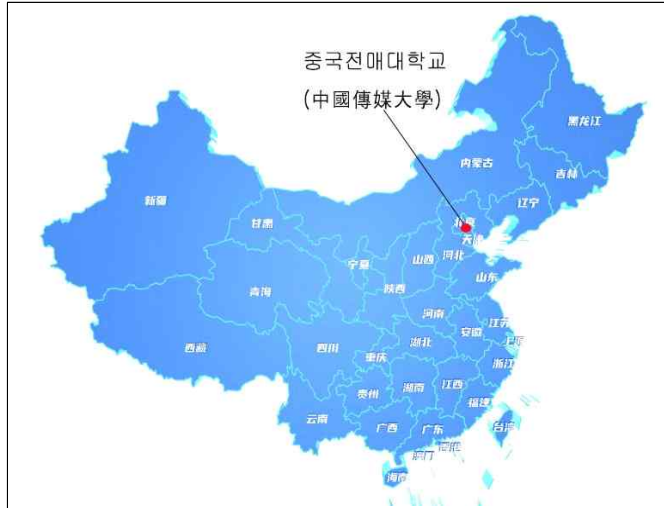 중국전매대학교
(中國傳媒大學)
黑龙江
内蒙古
吉林
新疆
辽宁
甘肃
天津
宁夏
山西
河北
山东
青海
陕西
河南
江苏
安徽
西藏
四川
湖北
重庆
浙江
贵州
湖南
江西
福建
云南
台湾
广西
广东
海南